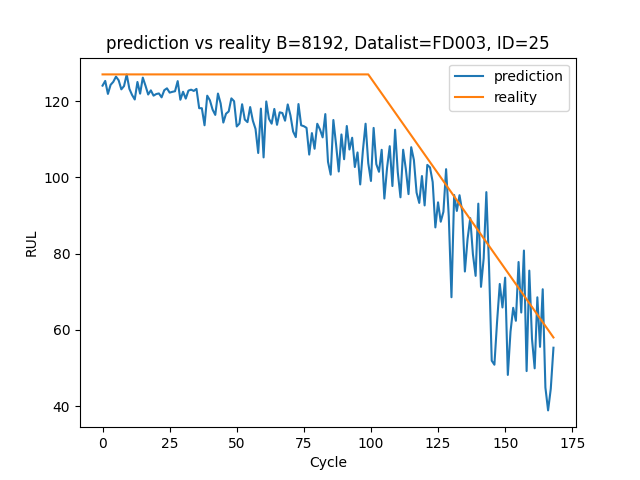 prediction vs reality B=8192, Datalist=FD003, ID=25
prediction
reality
120
100
80
60
40
RUL
0
25
50
75
100
125
150
175
Cycle